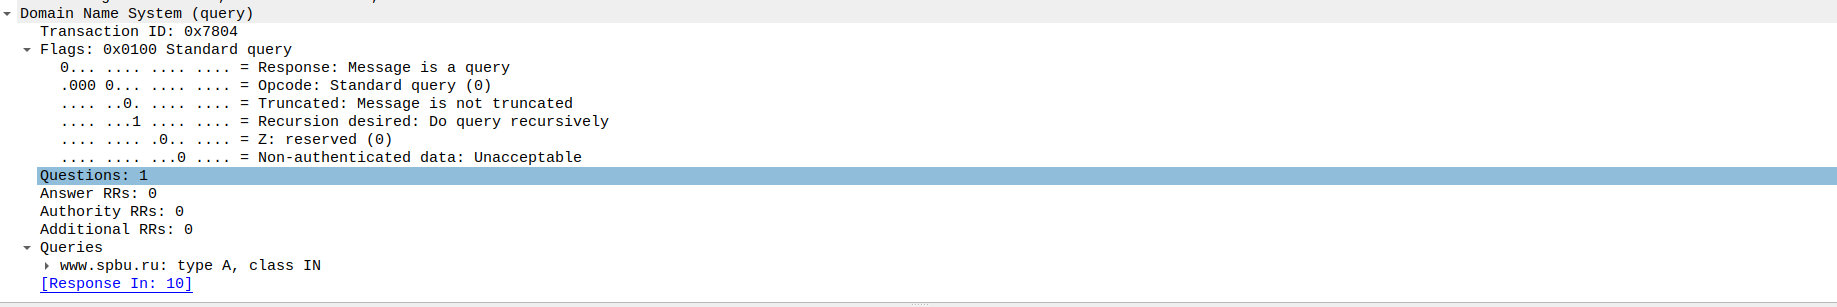 Domain Name System (query)
Transaction ID: 0x7804
Flags: 0x0100 Standard query
0... .... .... .... = Response: Message is a query
.000 0... .... .... = Opcode: Standard query (0)
.... ..0. .... .... = Truncated: Message is not truncated
.... ...1 .... .... = Recursion desired: Do query recursively
.... .... .0.. .... = Z: reserved (0)
.... .... ...0 .... = Non-authenticated data: Unacceptable
Questions: 1
Answer RRs: 0
Authority RRs: 0
Additional RRs: 0
Queries
www.spbu.ru: type A, class IN
[Response In: 10]